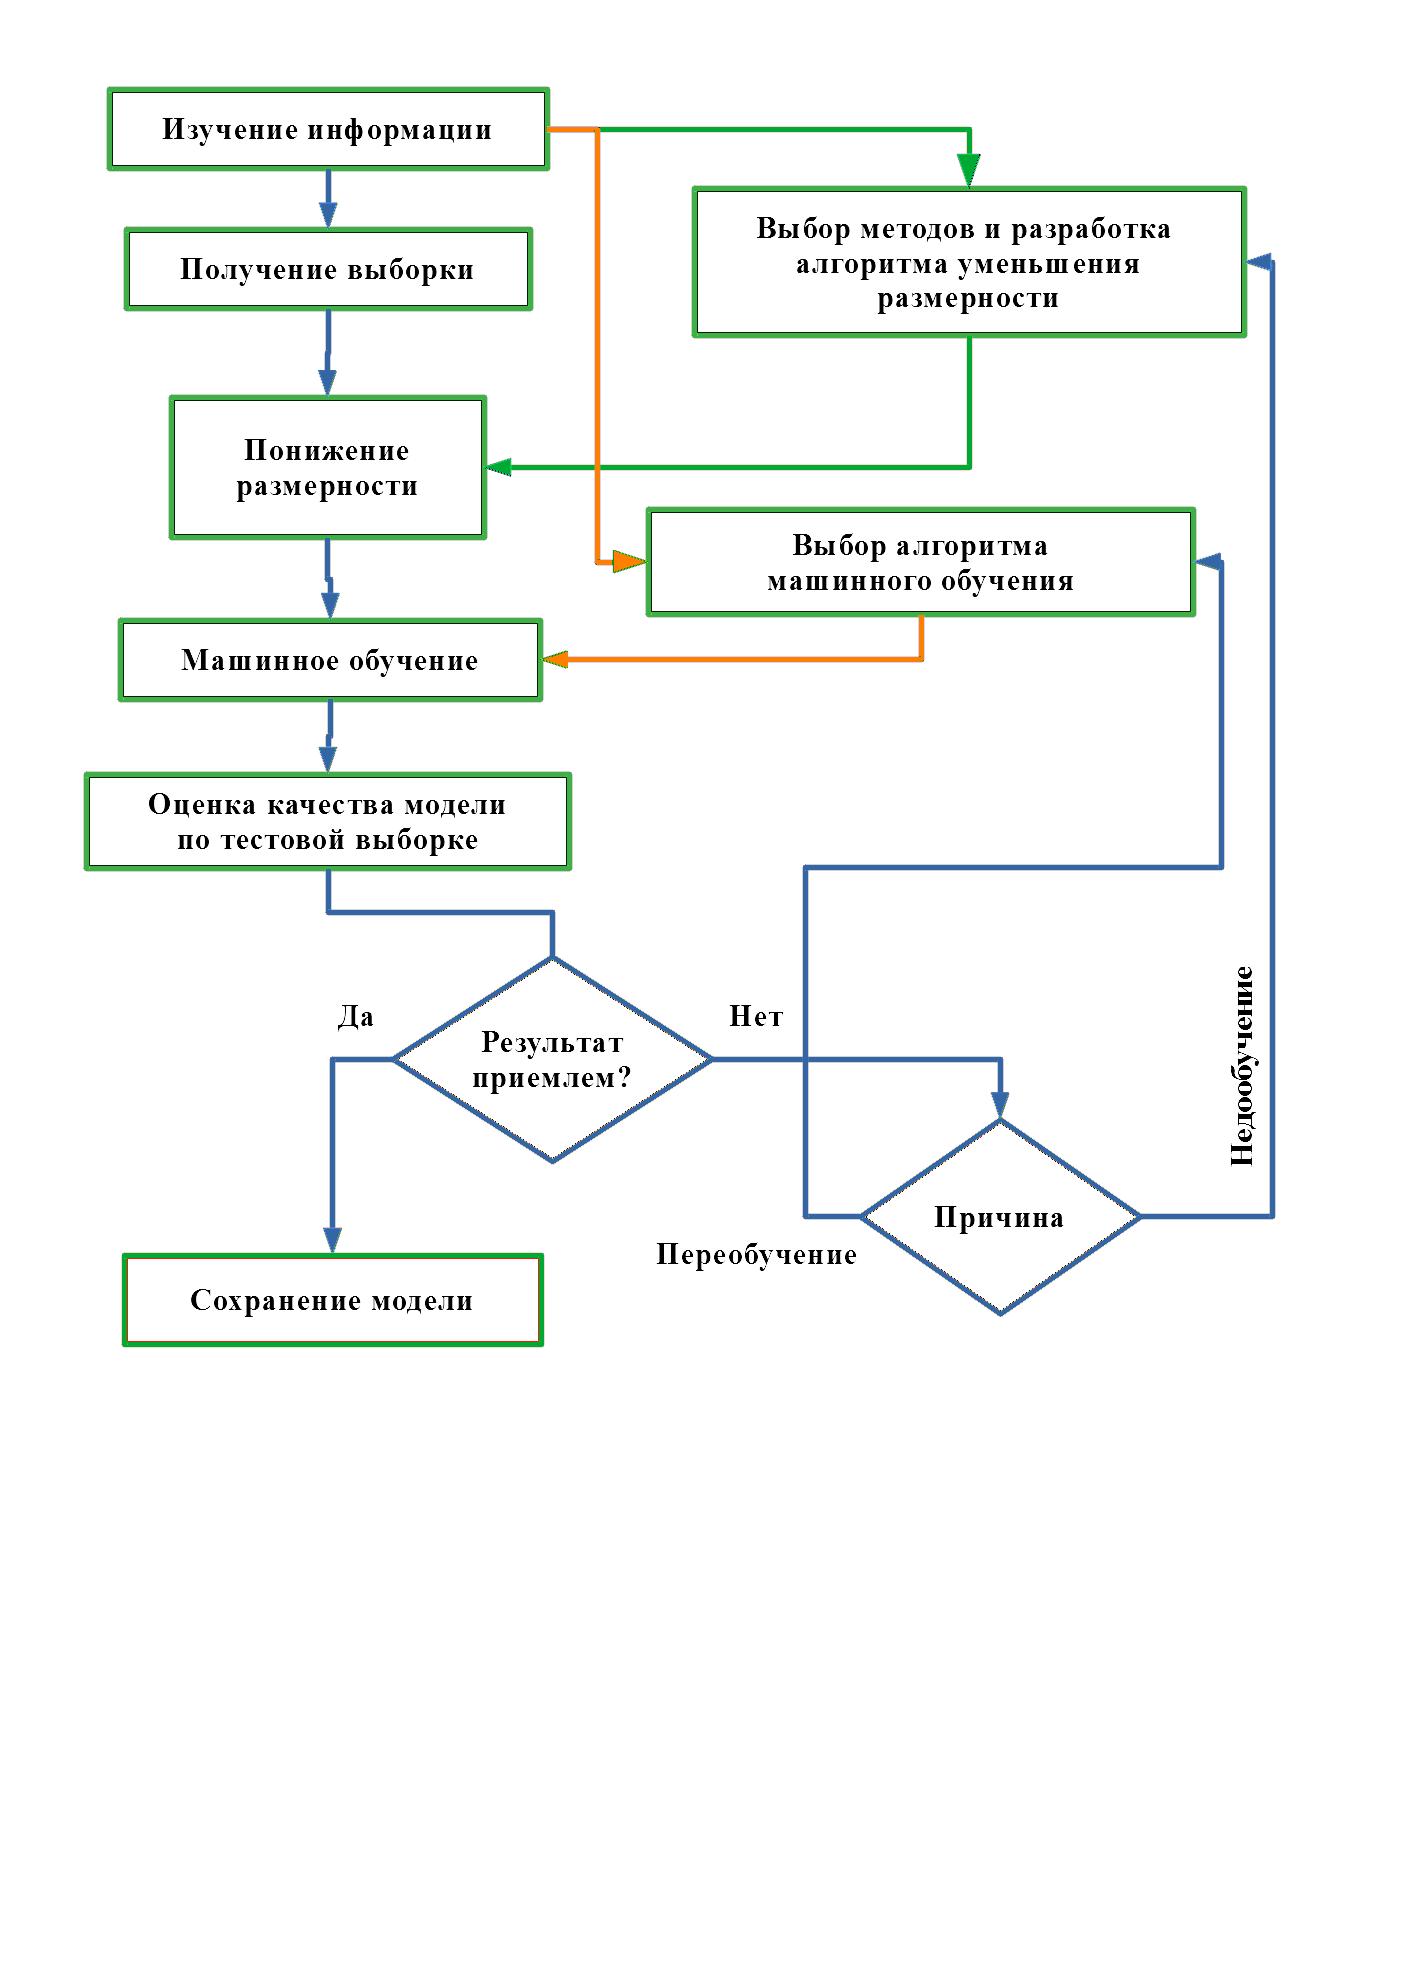 Изучение информации
Получение выборки
Выбор методов и разработка
алгоритма уменьшения
размерности
Понижение
размерности
Выбор алгоритма
машинного обучения
Машинное обучение
Оценка качества модели
по тестовой выборке
Да
Результат
приемлем?
Нет
Недообучение
Причина
Переобучение
Сохранение модели